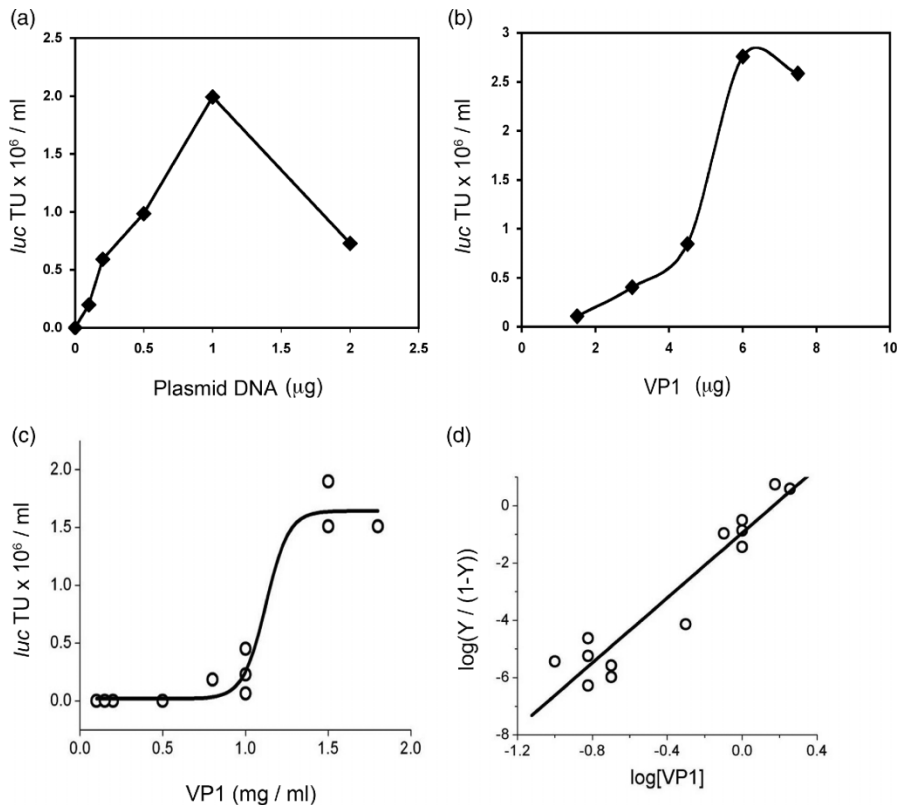 (a)
luc TU x 10⁶ / ml
2.5
2.0
1.5
1.0
0.5
0.0
0 0.5 1 1.5 2 2.5
Plasmid DNA (μg)
(b)
luc TU x 10⁶ / ml
3
2.5
2
1.5
1
0.5
0
0 2 4 6 8 10
VP1 (μg)
(c)
luc TU x 10⁶ / ml
2.0
1.5
1.0
0.5
0.0
0.0 0.5 1.0 1.5 2.0
VP1 (mg / ml)
(d)
log(Y / (1-Y))
0
-2
-4
-6
-8
-1.2 -0.8 -0.4 0.0 0.4
log[VP1]